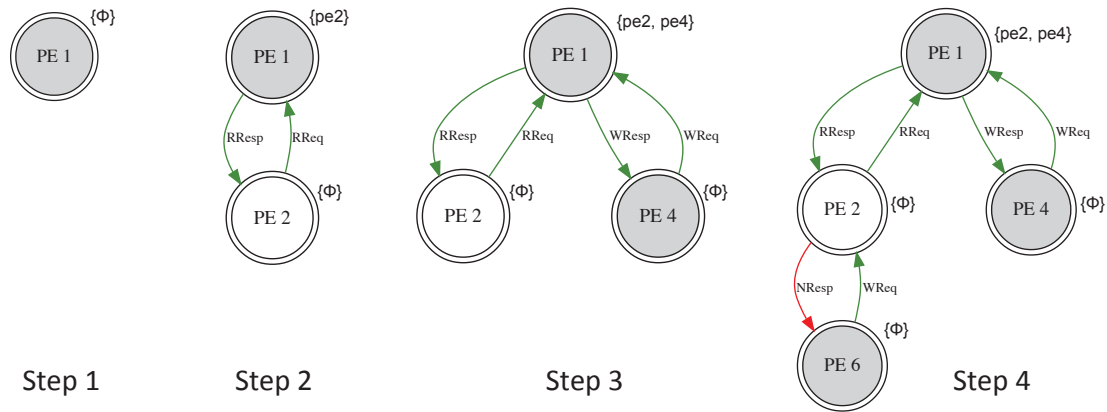 {Φ}
PE 1
Step 1
{pe2}
PE 1
RResp
RReq
{Φ}
PE 2
Step 2
{pe2, pe4}
PE 1
RResp
RReq
WResp
WReq
{Φ}
PE 2
{Φ}
PE 4
Step 3
{pe2, pe4}
PE 1
RResp
RReq
WResp
WReq
PE 2
{Φ}
PE 4
{Φ}
NResp
WReq
{Φ}
PE 6
Step 4